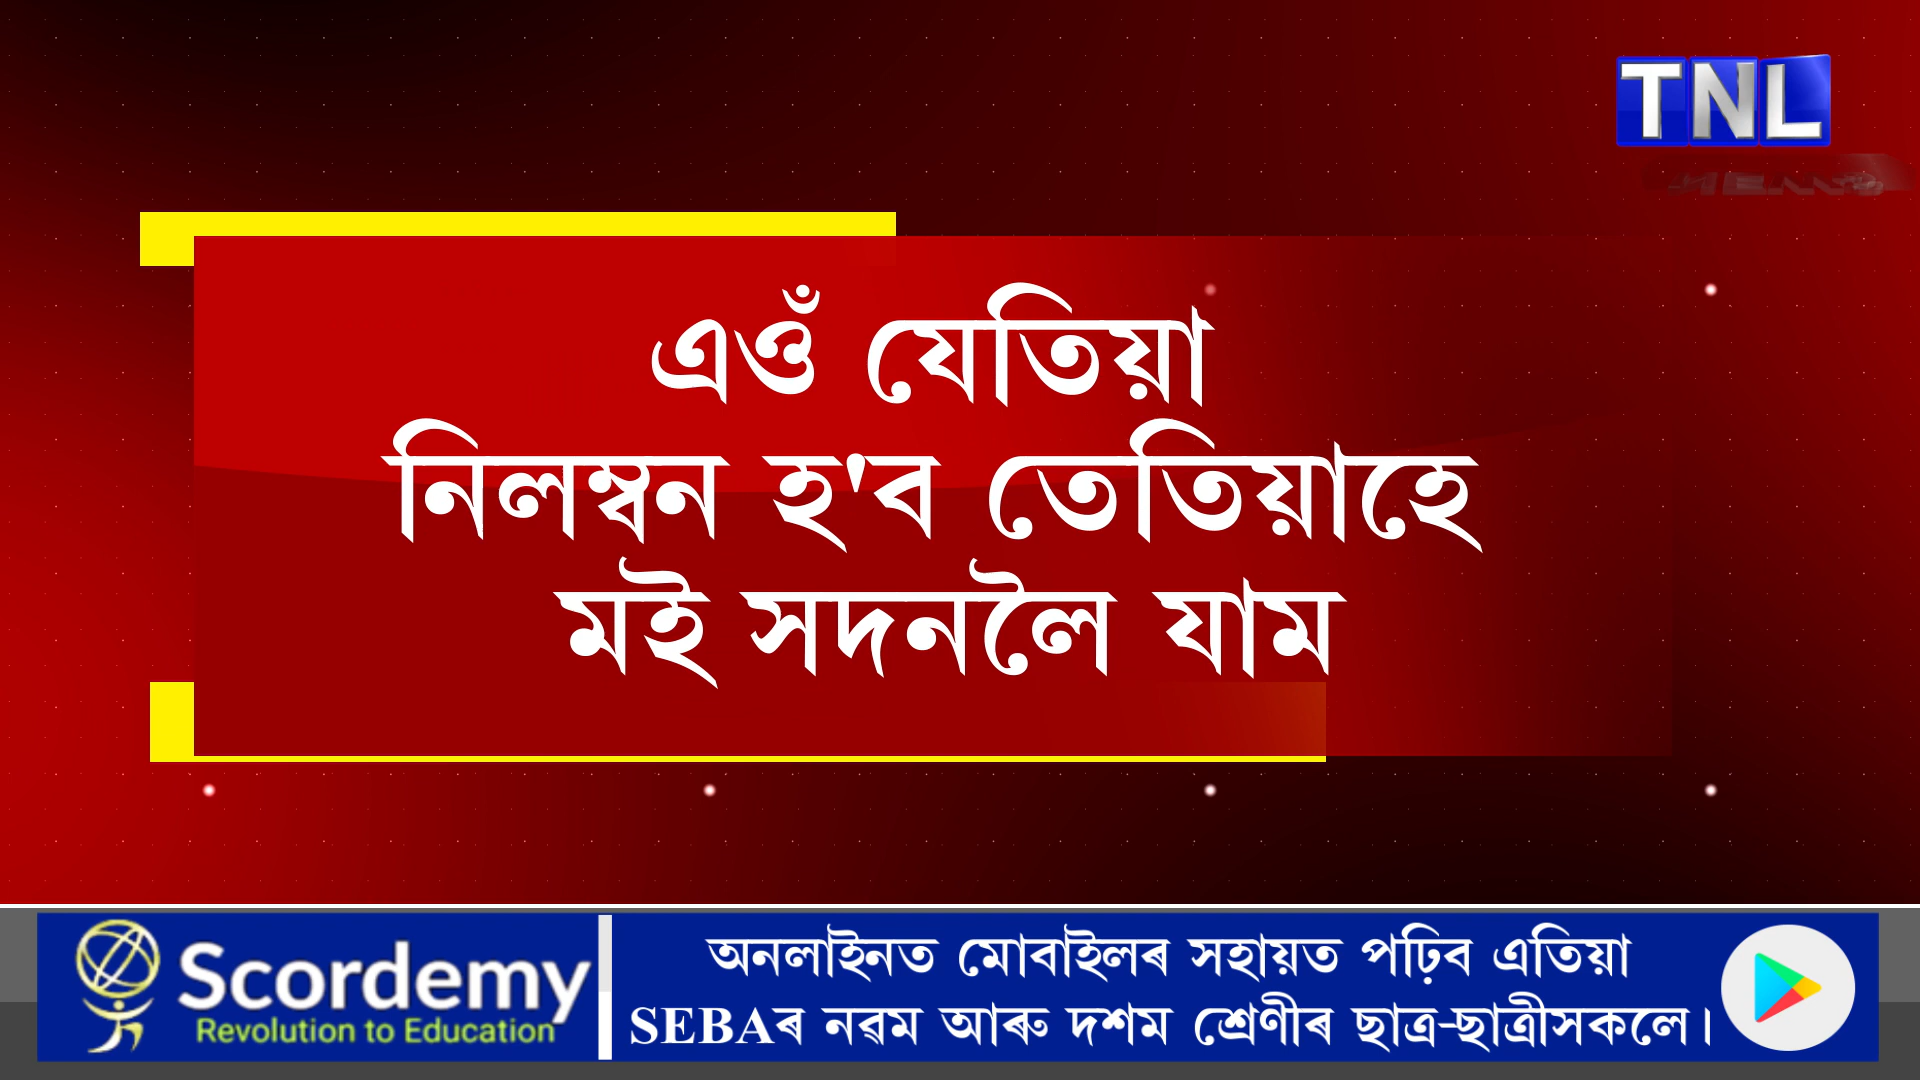 TNL
এওঁ যেতিয়া
নিলম্বন হ'ব তেতিয়াহে
মই সদনলৈ যাম
Scordemy
Revolution to Education
অনলাইনত মোবাইলৰ সহায়ত পঢ়িব এতিয়া
SEBAৰ নৱম আৰু দশম শ্ৰেণীৰ ছাত্ৰ-ছাত্ৰীসকলে।